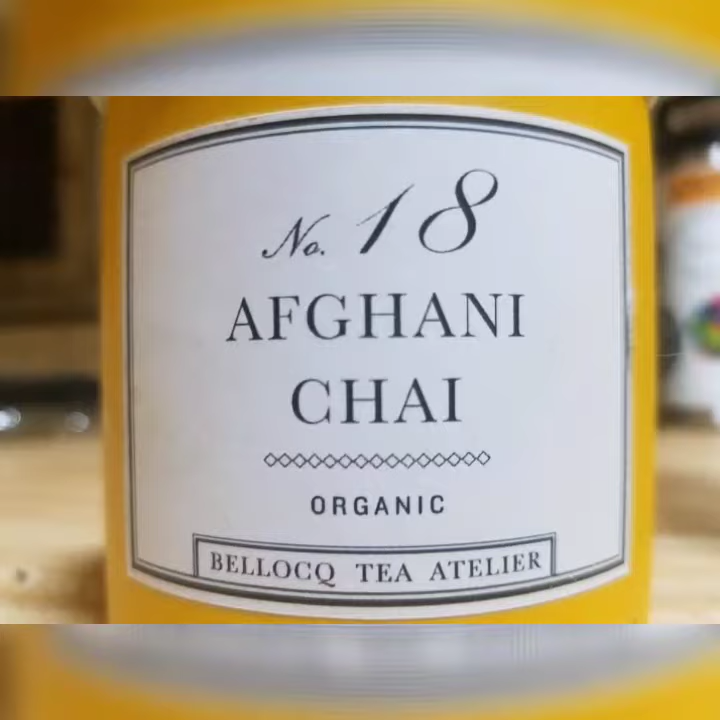 No. 18
AFGHANI
CHAI
ORGANIC
BELLOCQ TEA ATELIER